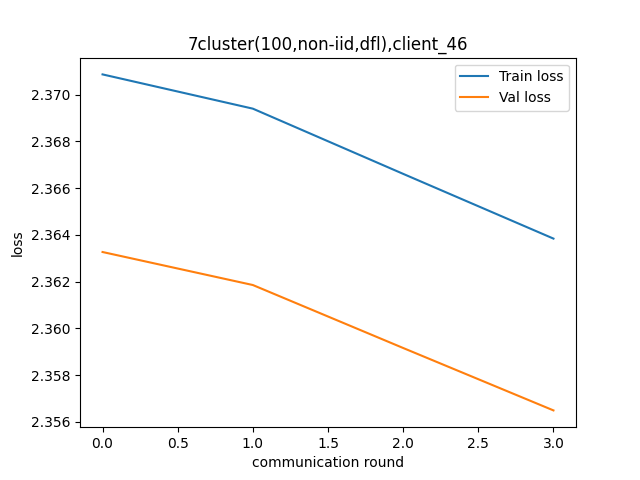 7cluster(100,non-iid,dfl),client_46
Train loss
Val loss
2.370
2.368
2.366
2.364
2.362
2.360
2.358
2.356
loss
0.0 0.5 1.0 1.5 2.0 2.5 3.0
communication round